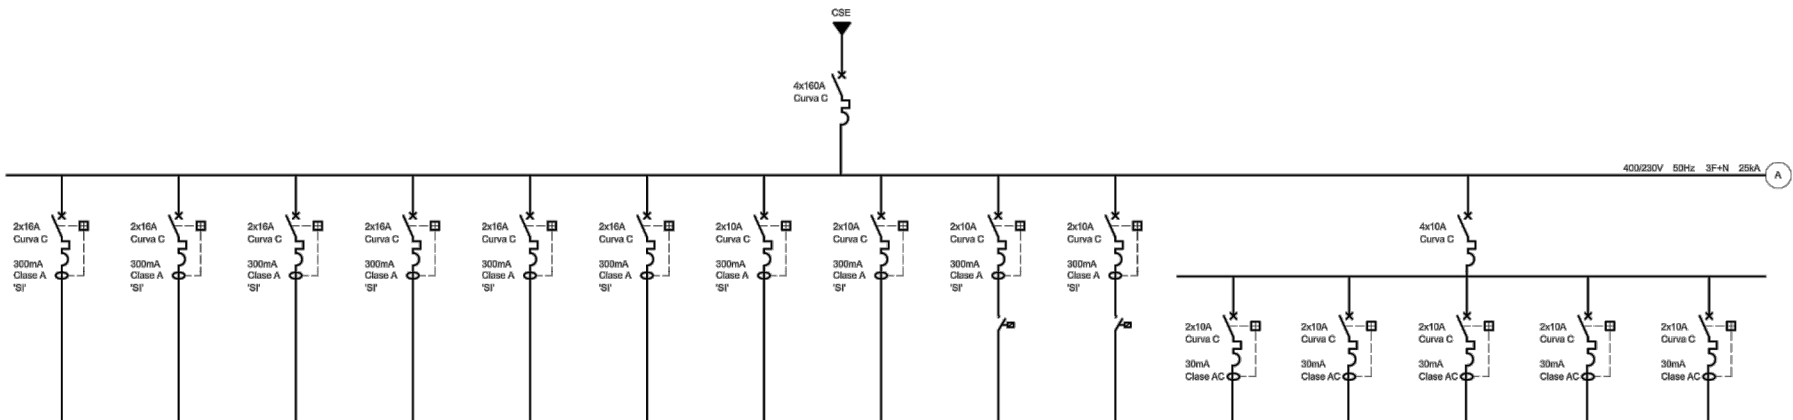 CSE
4x160A
Curva C
400/230V 50Hz 3F+N 25kA
A
2x16A
Curva C
300mA
Clase A
'SI'
2x16A
Curva C
300mA
Clase A
'SI'
2x16A
Curva C
300mA
Clase A
'SI'
2x16A
Curva C
300mA
Clase A
'SI'
2x16A
Curva C
300mA
Clase A
'SI'
2x16A
Curva C
300mA
Clase A
'SI'
2x10A
Curva C
300mA
Clase A
'SI'
2x10A
Curva C
300mA
Clase A
'SI'
2x10A
Curva C
300mA
Clase A
'SI'
2x10A
Curva C
300mA
Clase A
'SI'
4x10A
Curva C
2x10A
Curva C
30mA
Clase AC
2x10A
Curva C
30mA
Clase AC
2x10A
Curva C
30mA
Clase AC
2x10A
Curva C
30mA
Clase AC
2x10A
Curva C
30mA
Clase AC